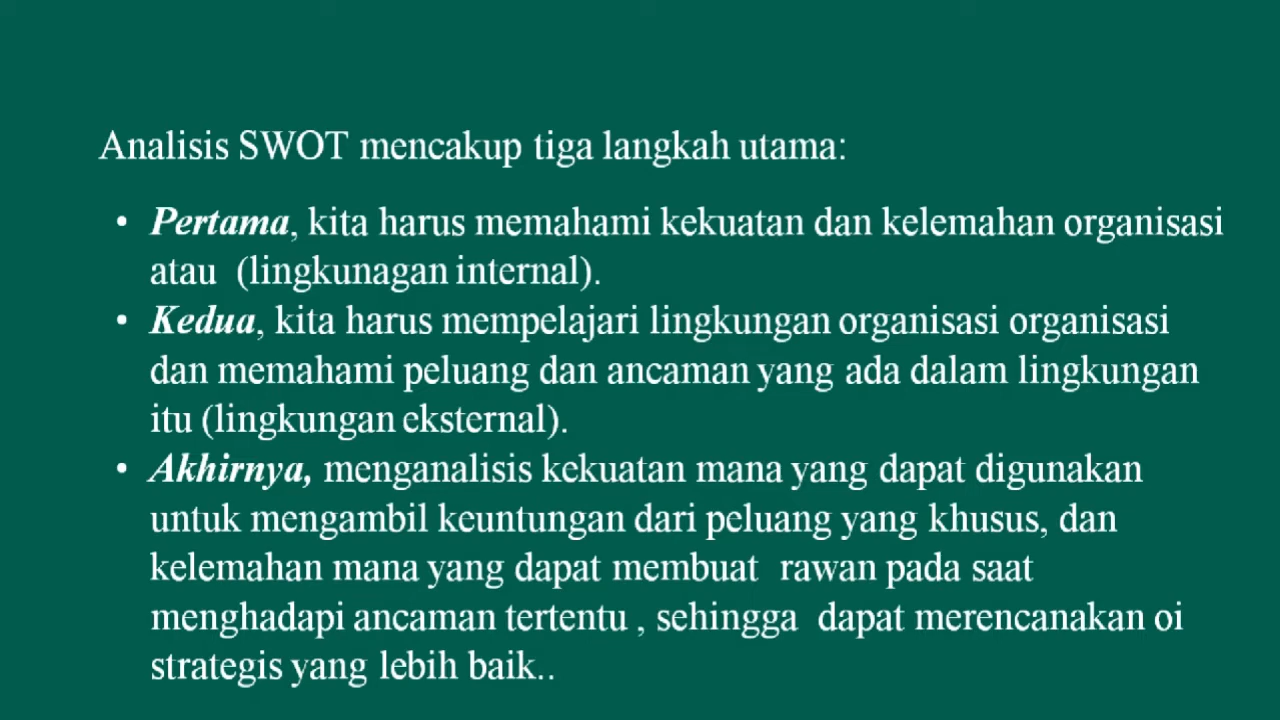 Analisis SWOT mencakup tiga langkah utama:
• Pertama, kita harus memahami kekuatan dan kelemahan organisasi
atau (lingkunagan internal).
• Kedua, kita harus mempelajari lingkungan organisasi organisasi
dan memahami peluang dan ancaman yang ada dalam lingkungan
itu (lingkungan eksternal).
• Akhirnya, menganalisis kekuatan mana yang dapat digunakan
untuk mengambil keuntungan dari peluang yang khusus, dan
kelemahan mana yang dapat membuat rawan pada saat
menghadapi ancaman tertentu , sehingga dapat merencanakan oi
strategis yang lebih baik..